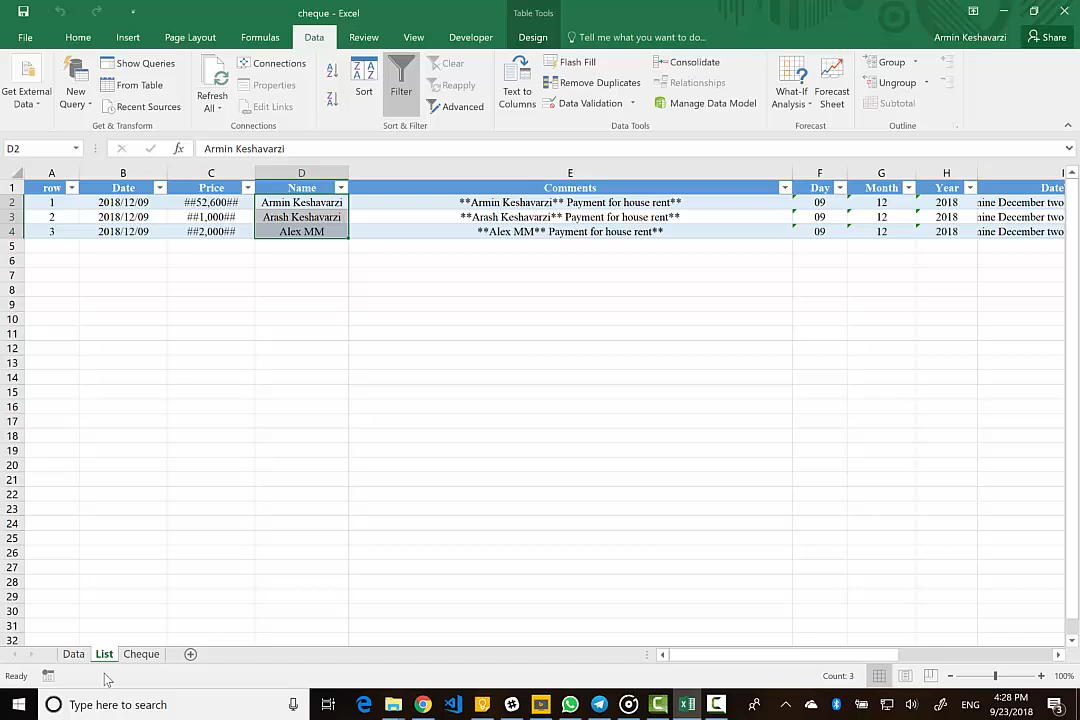 cheque - Excel
Table Tools
File Home Insert Page Layout Formulas Data Review View Developer Design Tell me what you want to do... Armin Keshavarzi Share
Get External Data
New Query
Show Queries
From Table
Recent Sources
Get & Transform
Refresh All
Connections
Properties
Edit Links
Connections
Sort
Filter
Clear
Reapply
Advanced
Sort & Filter
Text to Columns
Flash Fill
Remove Duplicates
Data Validation
Consolidate
Relationships
Manage Data Model
Data Tools
What-If Analysis
Forecast Sheet
Forecast
Group
Ungroup
Subtotal
Outline
D2 fx Armin Keshavarzi
A B C D E F G H I
1 row Date Price Name Comments Day Month Year Date
2 1 2018/12/09 ##52,600## Armin Keshavarzi **Armin Keshavarzi** Payment for house rent** 09 12 2018 nine December two
3 2 2018/12/09 ##1,000## Arash Keshavarzi **Arash Keshavarzi** Payment for house rent** 09 12 2018 nine December two
4 3 2018/12/09 ##2,000## Alex MM **Alex MM** Payment for house rent** 09 12 2018 nine December two
5
6
7
8
9
10
11
12
13
14
15
16
17
18
19
20
21
22
23
24
25
26
27
28
29
30
31
32
Data List Cheque
Ready Count: 3 100%
Type here to search
ENG
4:28 PM
9/23/2018
3